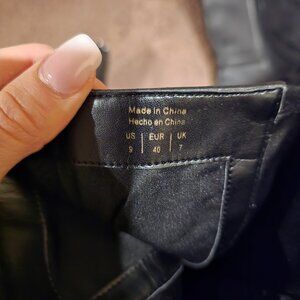 Made in China
Hecho en China
US | EUR | UK
9 | 40 | 7